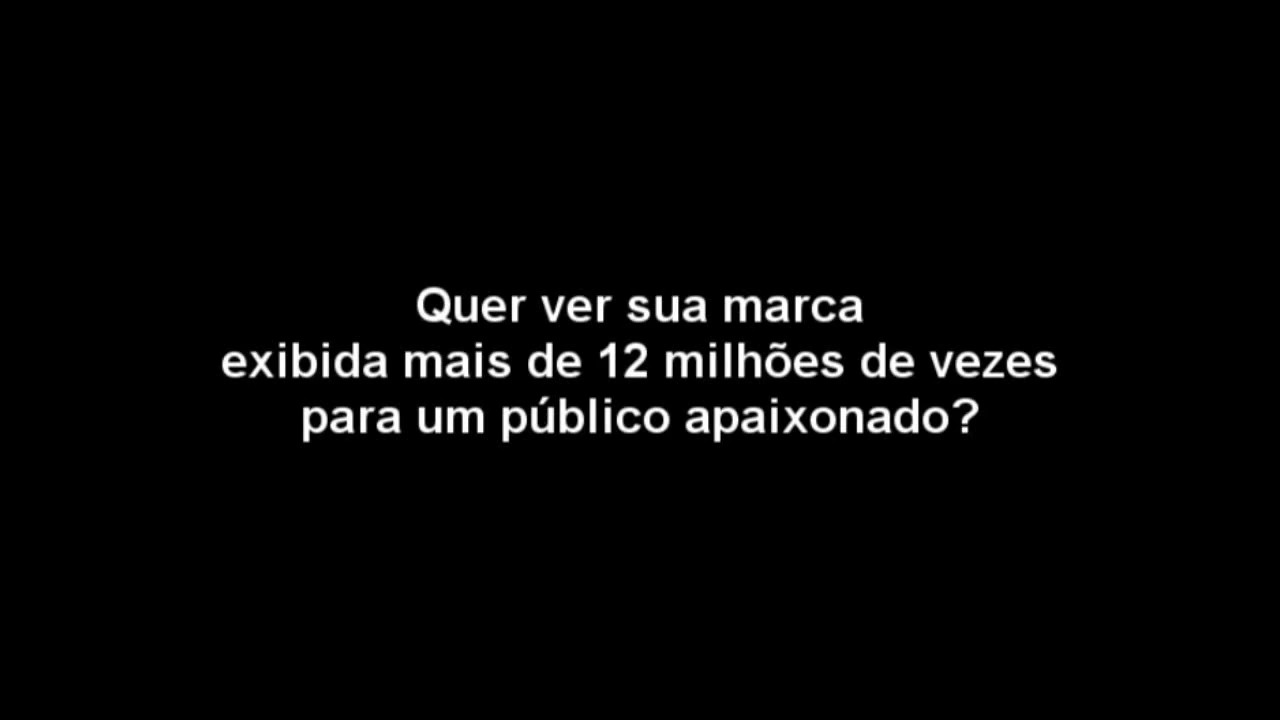 Quer ver sua marca
exibida mais de 12 milhões de vezes
para um público apaixonado?